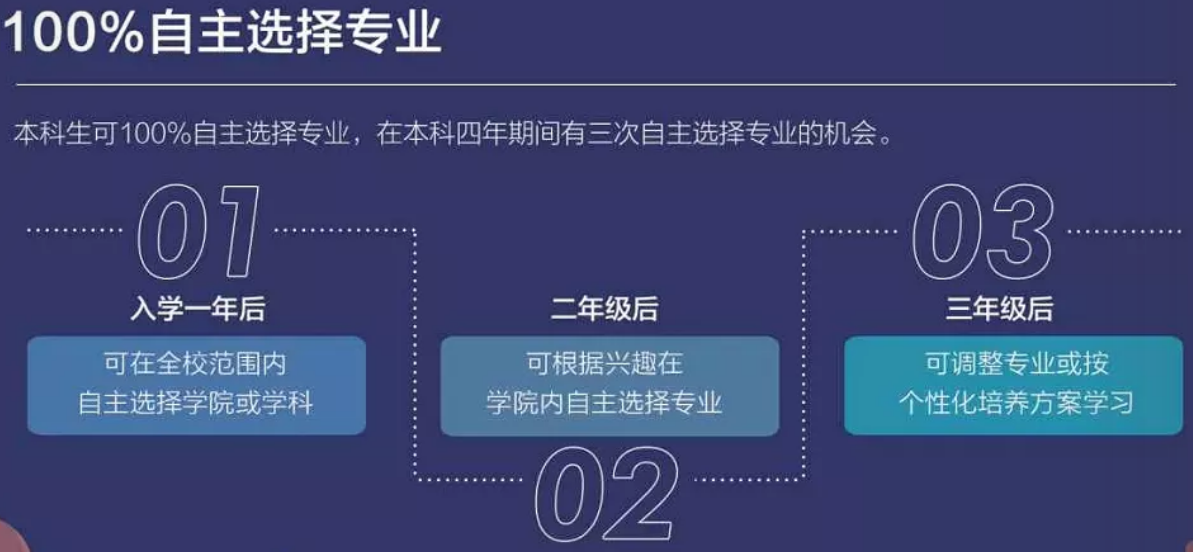 100%自主选择专业
本科生可100%自主选择专业，在本科四年期间有三次自主选择专业的机会。
01
入学一年后
可在全校范围内
自主选择学院或学科
二年级后
可根据兴趣在
学院内自主选择专业
02
03
三年级后
可调整专业或按
个性化培养方案学习